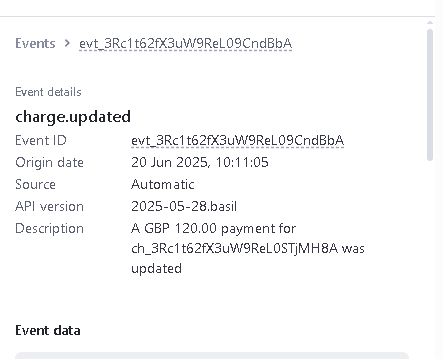 Events > evt_3Rc1t62fX3uW9ReL09CndBbA
Event details
charge.updated
Event ID evt_3Rc1t62fX3uW9ReL09CndBbA
Origin date 20 Jun 2025, 10:11:05
Source Automatic
API version 2025-05-28.basil
Description A GBP 120.00 payment for
ch_3Rc1t62fX3uW9ReL0STjMH8A was
updated
Event data